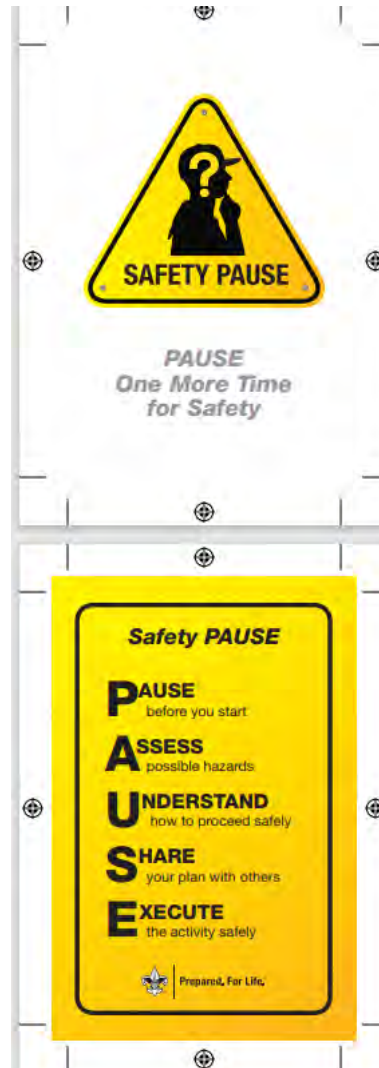 ?
SAFETY PAUSE
PAUSE
One More Time
for Safety
Safety PAUSE
PAUSE
before you start
ASSESS
possible hazards
UNDERSTAND
how to proceed safely
SHARE
your plan with others
EXECUTE
the activity safely
Prepared. For Life.